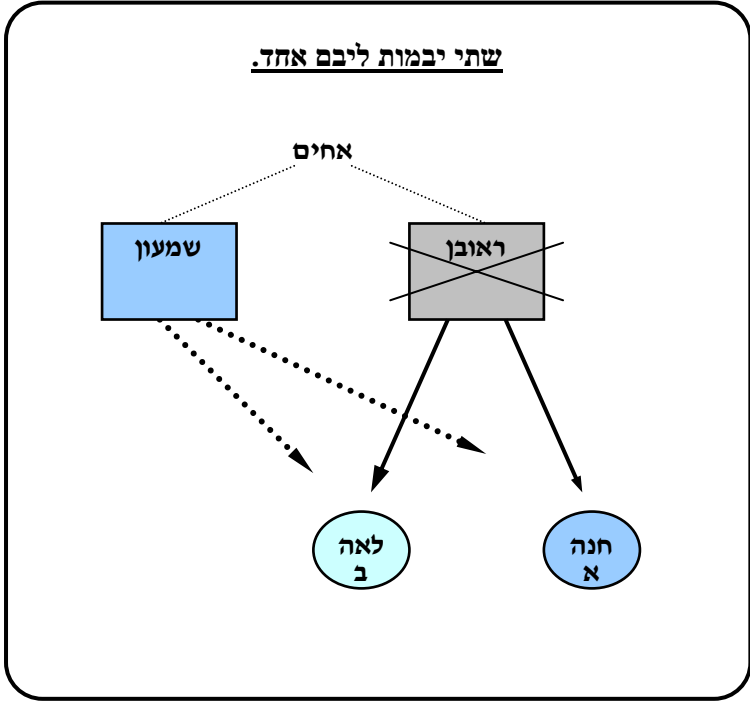 שתי יבמות ליבם אחד.
אחים
ראובן
שמעון
חנה
א
לאה
ב